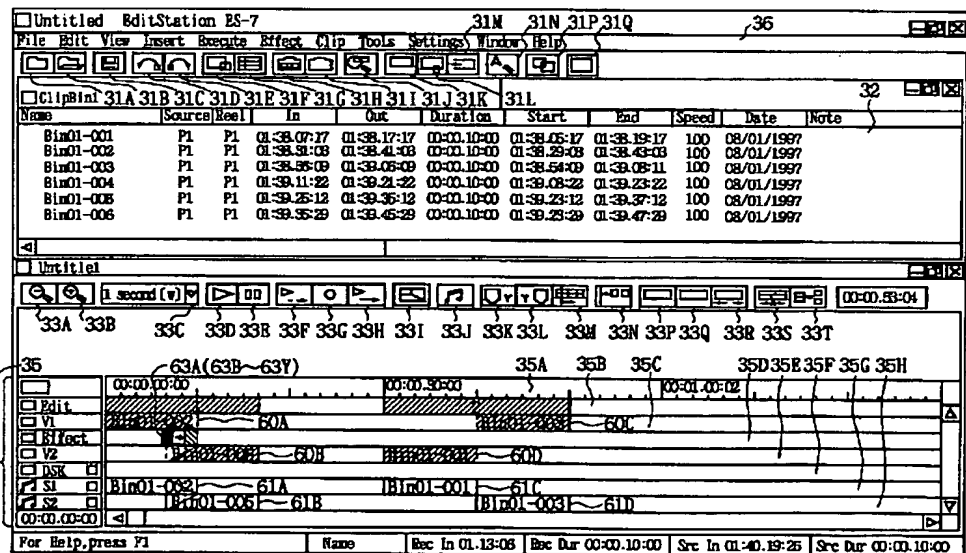 Untitled EditStation ES-7
31M 31N 31P 31Q
36
File Edit View Insert Execute Effect Clip Tools Settings Window Help
31A 31B 31C 31D 31E 31F 31G 31H 31I 31J 31K 31L
ClipBin1
32
Name Source Reel In Out Duration Start End Speed Date Note
Bin01-001 P1 P1 01:38.07:17 01:38.17:17 00:00.10:00 01:38.05:17 01:38.19:17 100 08/01/1997
Bin01-002 P1 P1 01:38.31:03 01:38.41:03 00:00.10:00 01:38.29:03 01:38.43:03 100 08/01/1997
Bin01-003 P1 P1 01:38.56:09 01:39.06:09 00:00.10:00 01:38.54:09 01:39.08:11 100 08/01/1997
Bin01-004 P1 P1 01:39.11:22 01:39.21:22 00:00.10:00 01:39.08:22 01:39.23:22 100 08/01/1997
Bin01-005 P1 P1 01:39.25:12 01:39.35:12 00:00.10:00 01:39.23:12 01:39.37:12 100 08/01/1997
Bin01-006 P1 P1 01:39.35:29 01:39.45:29 00:00.10:00 01:39.23:29 01:39.47:29 100 08/01/1997
Untitle1
1 second [w]
00:00.53:04
33A 33B 33C 33D 33B 33F 33G 33H 33I 33J 33K 33L 33M 33N 33P 33Q 33R 33S 33T
35 63A(63B~63Y) 35A 35B 35C 35D 35E 35F 35G 35H
00:00.00:00 00:00.30:00 00:01.00:02
Edit
V1 Bin01-002 60A Bin01-003 60C
Effect
V2 60B 60D
DSK
S1 Bin01-002 61A Bin01-001 61C
S2 Bin01-005 61B Bin01-003 61D
00:00.00:00
For Help,press F1 Name Rec In 01.13:06 Rec Dur 00:00.10:00 Src In 01:40.19:26 Src Dur 00:00.10:00